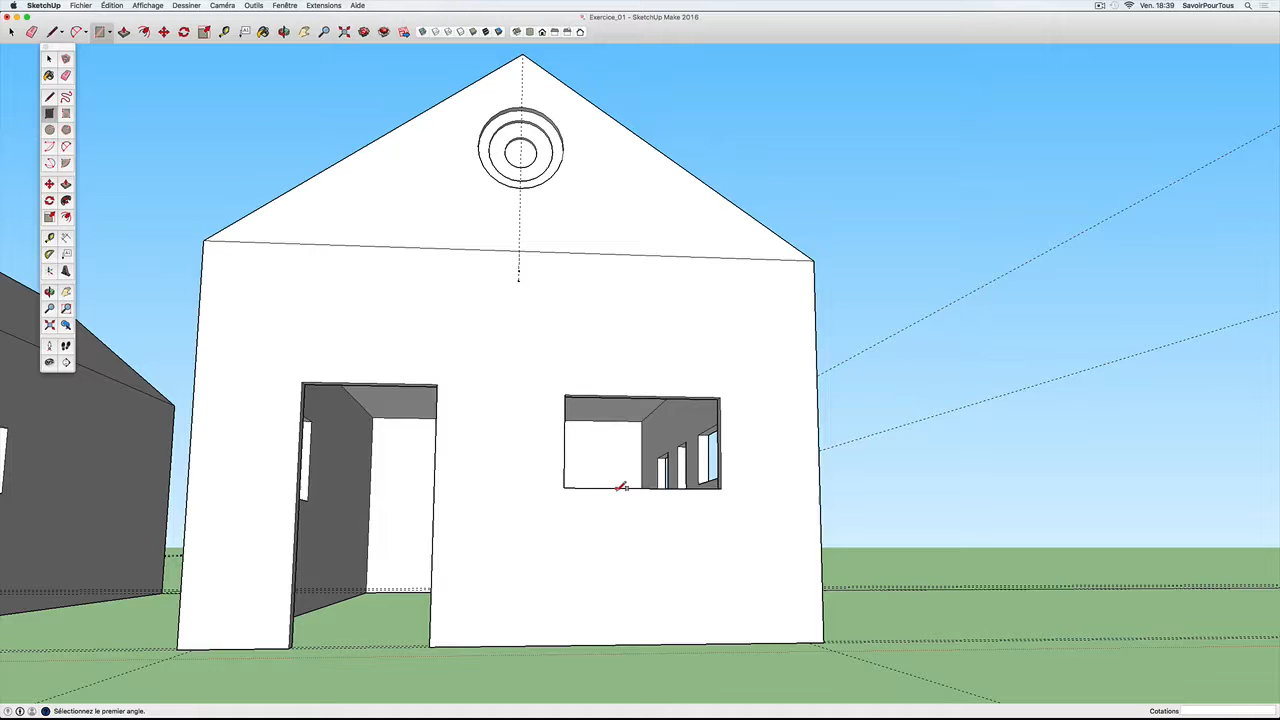 SketchUp Fichier Édition Affichage Dessiner Caméra Outils Fenêtre Extensions Aide Ven. 18:39 SavoirPourTous
Exercice_01 - SketchUp Make 2016
Sélectionnez le premier angle. Cotations